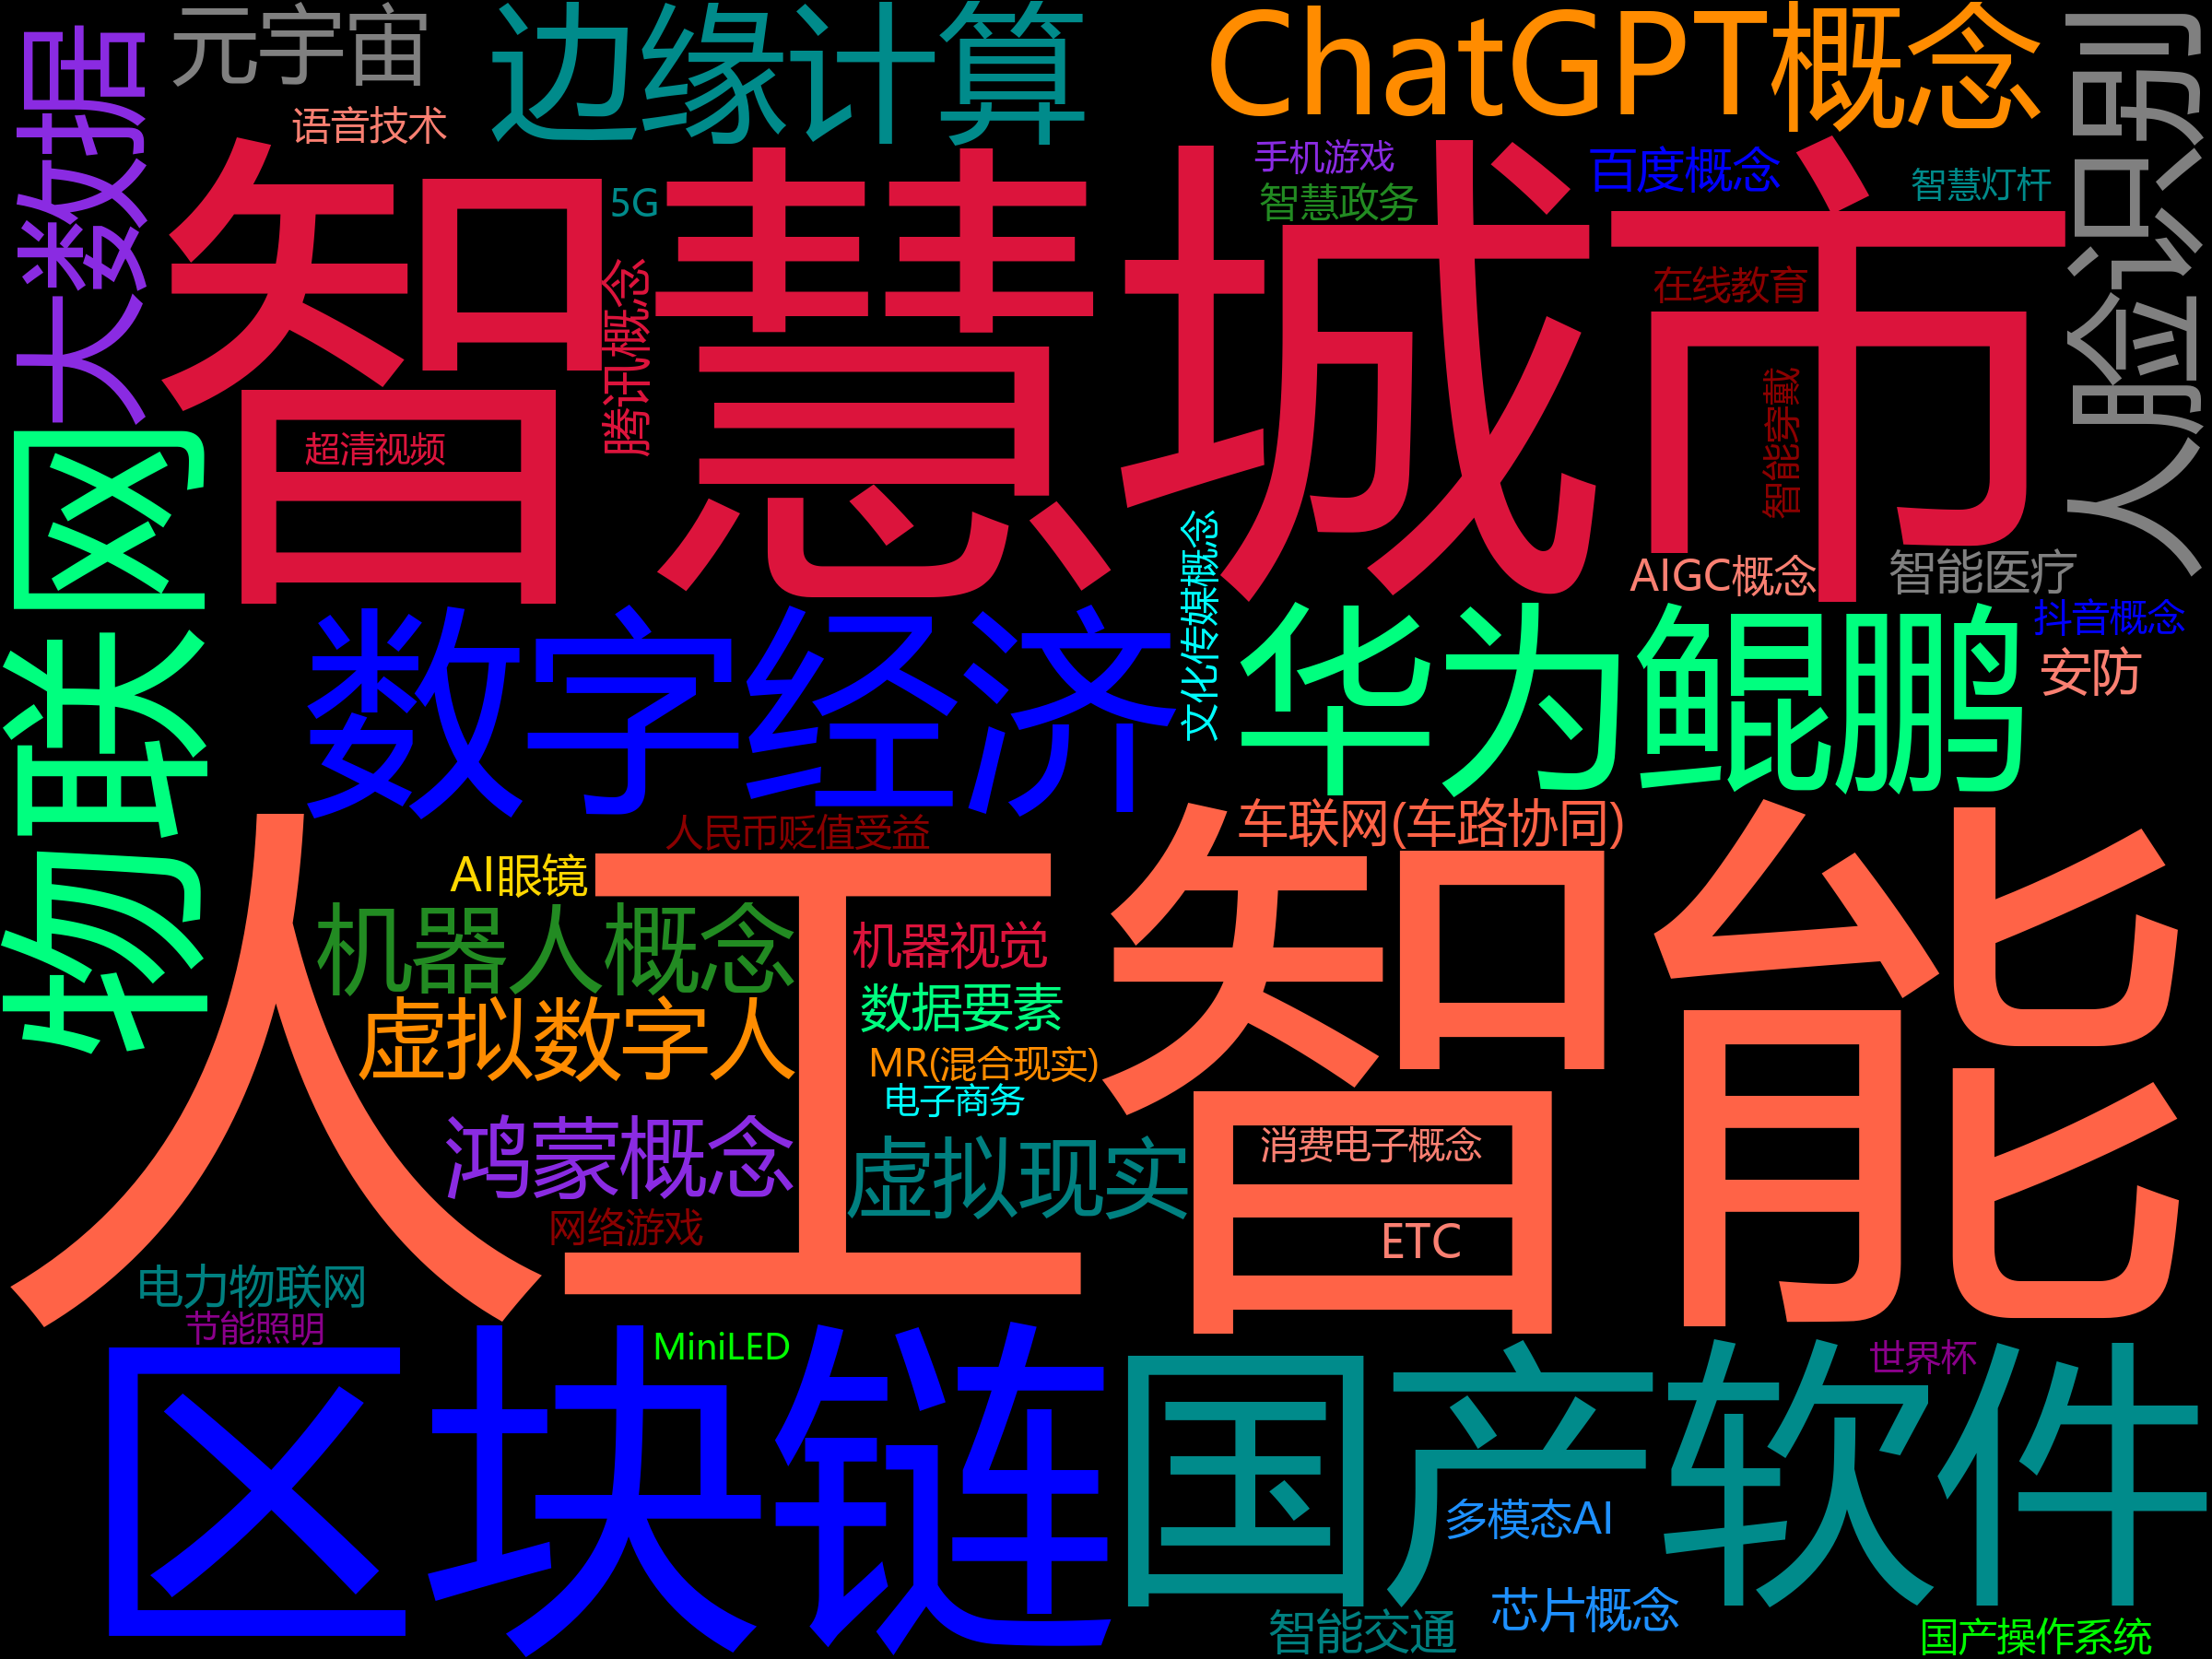 元宇宙
边缘计算
ChatGPT概念
大数据
人脸识别
语音技术
手机游戏
百度概念
智慧灯杆
5G
智慧政务
智慧城市
腾讯概念
在线教育
智能穿戴
超清视频
物联网
文化传媒概念
AIGC概念
智能医疗
抖音概念
安防
数字经济
华为鲲鹏
人民币贬值受益
车联网(车路协同)
AI眼镜
人工智能
机器人概念
机器视觉
数据要素
虚拟数字人
MR(混合现实)
电子商务
鸿蒙概念
虚拟现实
消费电子概念
网络游戏
ETC
电力物联网
节能照明
MiniLED
世界杯
区块链
国产软件
多模态AI
芯片概念
智能交通
国产操作系统